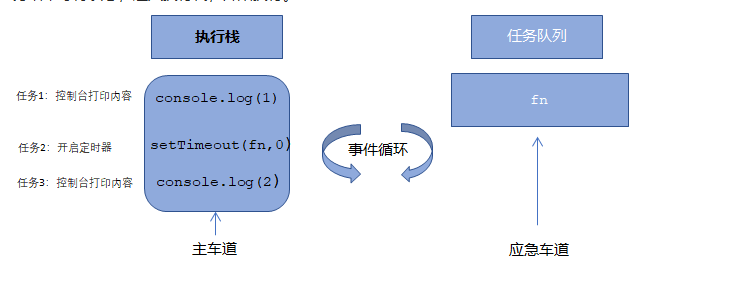 执行栈
任务队列
任务1：控制台打印内容
console.log(1)
fn
任务2：开启定时器
setTimeout(fn,0)
事件循环
任务3：控制台打印内容
console.log(2)
主车道
应急车道